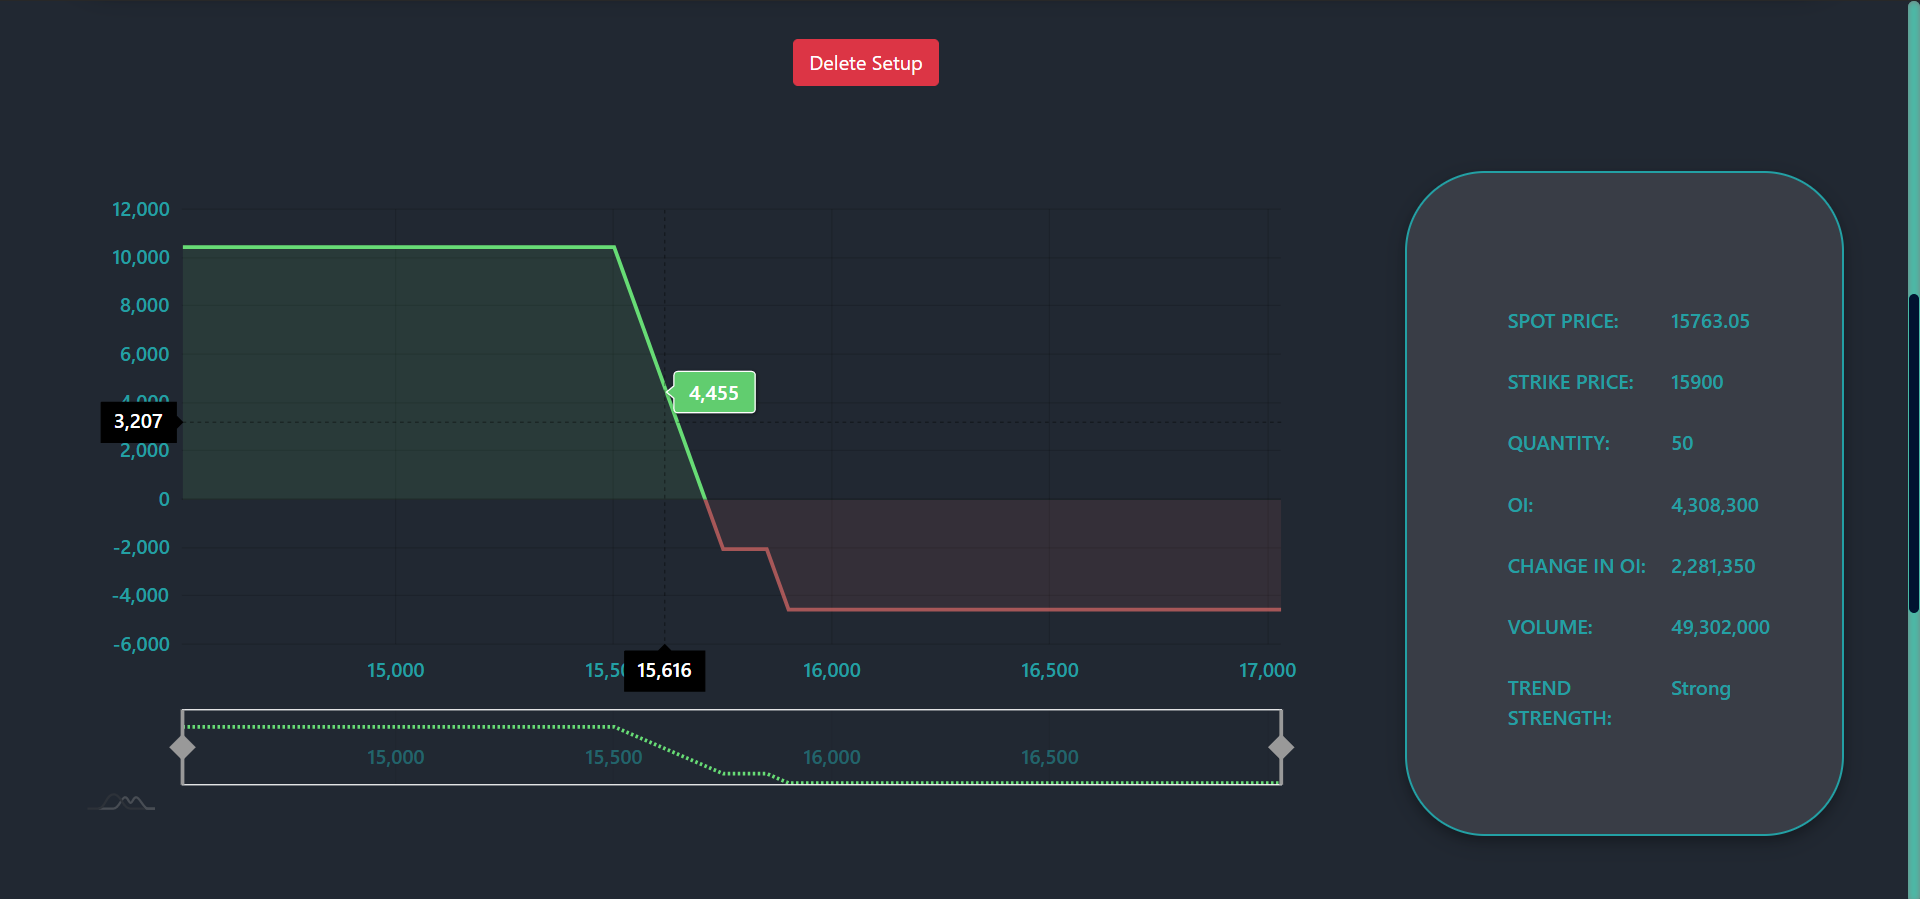 Delete Setup
12,000
10,000
8,000
6,000
4,000
3,207
2,000
0
-2,000
-4,000
-6,000
4,455
15,000
15,616
16,000
16,500
17,000
15,000
15,500
16,000
16,500
SPOT PRICE: 15763.05
STRIKE PRICE: 15900
QUANTITY: 50
OI: 4,308,300
CHANGE IN OI: 2,281,350
VOLUME: 49,302,000
TREND Strong
STRENGTH: